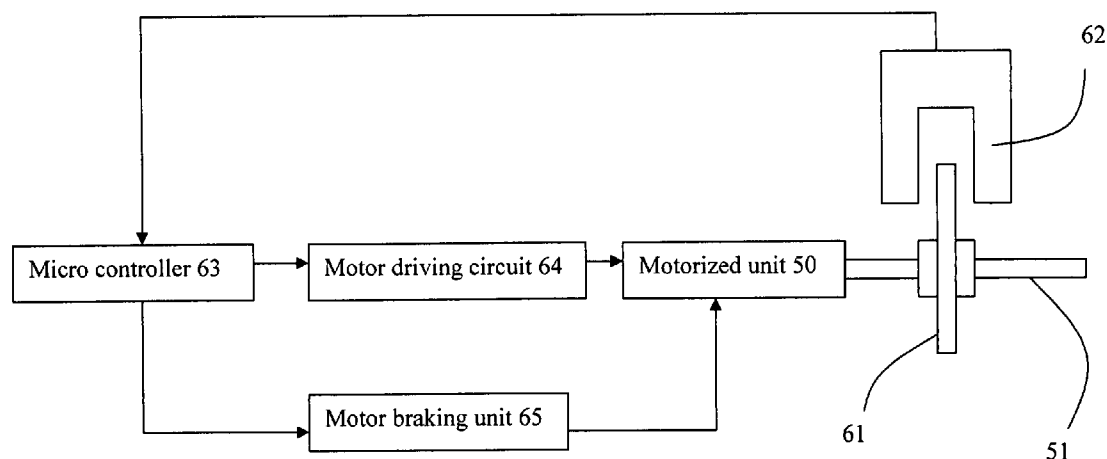 62
Micro controller 63
Motor driving circuit 64
Motorized unit 50
Motor braking unit 65
61
51